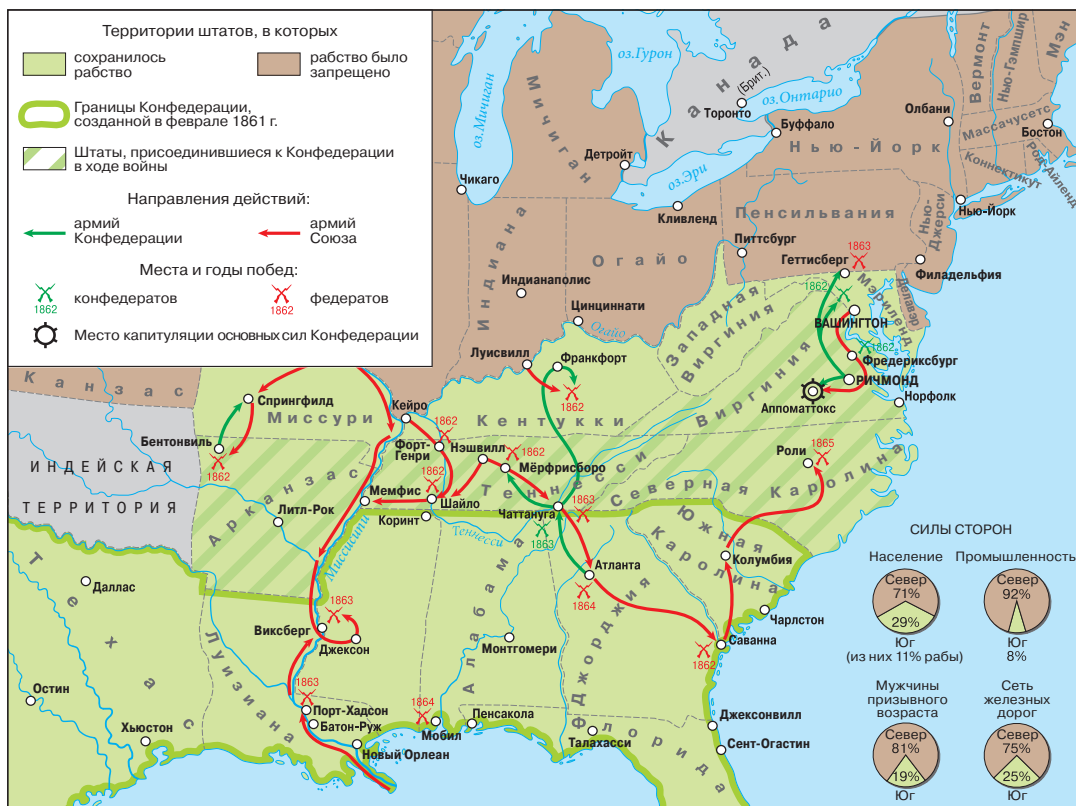 Территории штатов, в которых
сохранилось
рабство
рабство было
запрещено
Границы Конфедерации,
созданной в феврале 1861 г.
Штаты, присоединившиеся к Конфедерации
в ходе войны
Направления действий:
армий
Конфедерации
армий
Союза
Места и годы побед:
1862
конфедератов
1862
федератов
Место капитуляции основных сил Конфедерации
оз.Мичиган
Мичиган
оз.Гурон
Канада
(Брит.)
Торонто
оз.Онтарио
Буффало
Детройт
оз.Эри
Чикаго
Кливленд
Олбани
Вермонт
Нью-Гэмпшир
Мэн
Массачусетс
Бостон
Коннектикут
Род-Айленд
Нью-Йорк
Нью-Йорк
Пенсильвания
Нью-Джерси
Питтсбург
Геттисберг
1863
Филадельфия
Индиана
Огайо
Индианаполис
Цинциннати
Огайо
Западная
Виргиния
1862
Мэриленд
Делавэр
ВАШИНГТОН
1862
Фредериксбург
РИЧМОНД
Аппоматтокс
Виргиния
Норфолк
Луисвилл
Франкфорт
1862
Кентукки
Канзас
Спрингфилд
Миссури
Кейро
1862
Бентонвиль
1862
Форт-
Генри
Нэшвилл
1862
Мёрфрисборо
1862
Теннесси
Роли
1865
Северная Каролина
ИНДЕЙСКАЯ
ТЕРРИТОРИЯ
Арканзас
Мемфис
Шайло
Чаттануга
1863
1863
Литл-Рок
Коринт
Теннесси
Миссисипи
Южная
Каролина
Колумбия
Атланта
1864
Даллас
Техас
Виксберг
1863
Джексон
Алабама
Монтгомери
Джорджия
Чарлстон
Саванна
1862
Луизиана
Остин
Хьюстон
1863
Порт-Хадсон
Батон-Руж
Новый Орлеан
1864
Мобил
Пенсакола
Талахасси
Флорида
Джексонвилл
Сент-Огастин
СИЛЫ СТОРОН
Население
Север
71%
29%
Юг
(из них 11% рабы)
Промышленность
Север
92%
Юг
8%
Мужчины
призывного
возраста
Север
81%
19%
Юг
Сеть
железных
дорог
Север
75%
25%
Юг